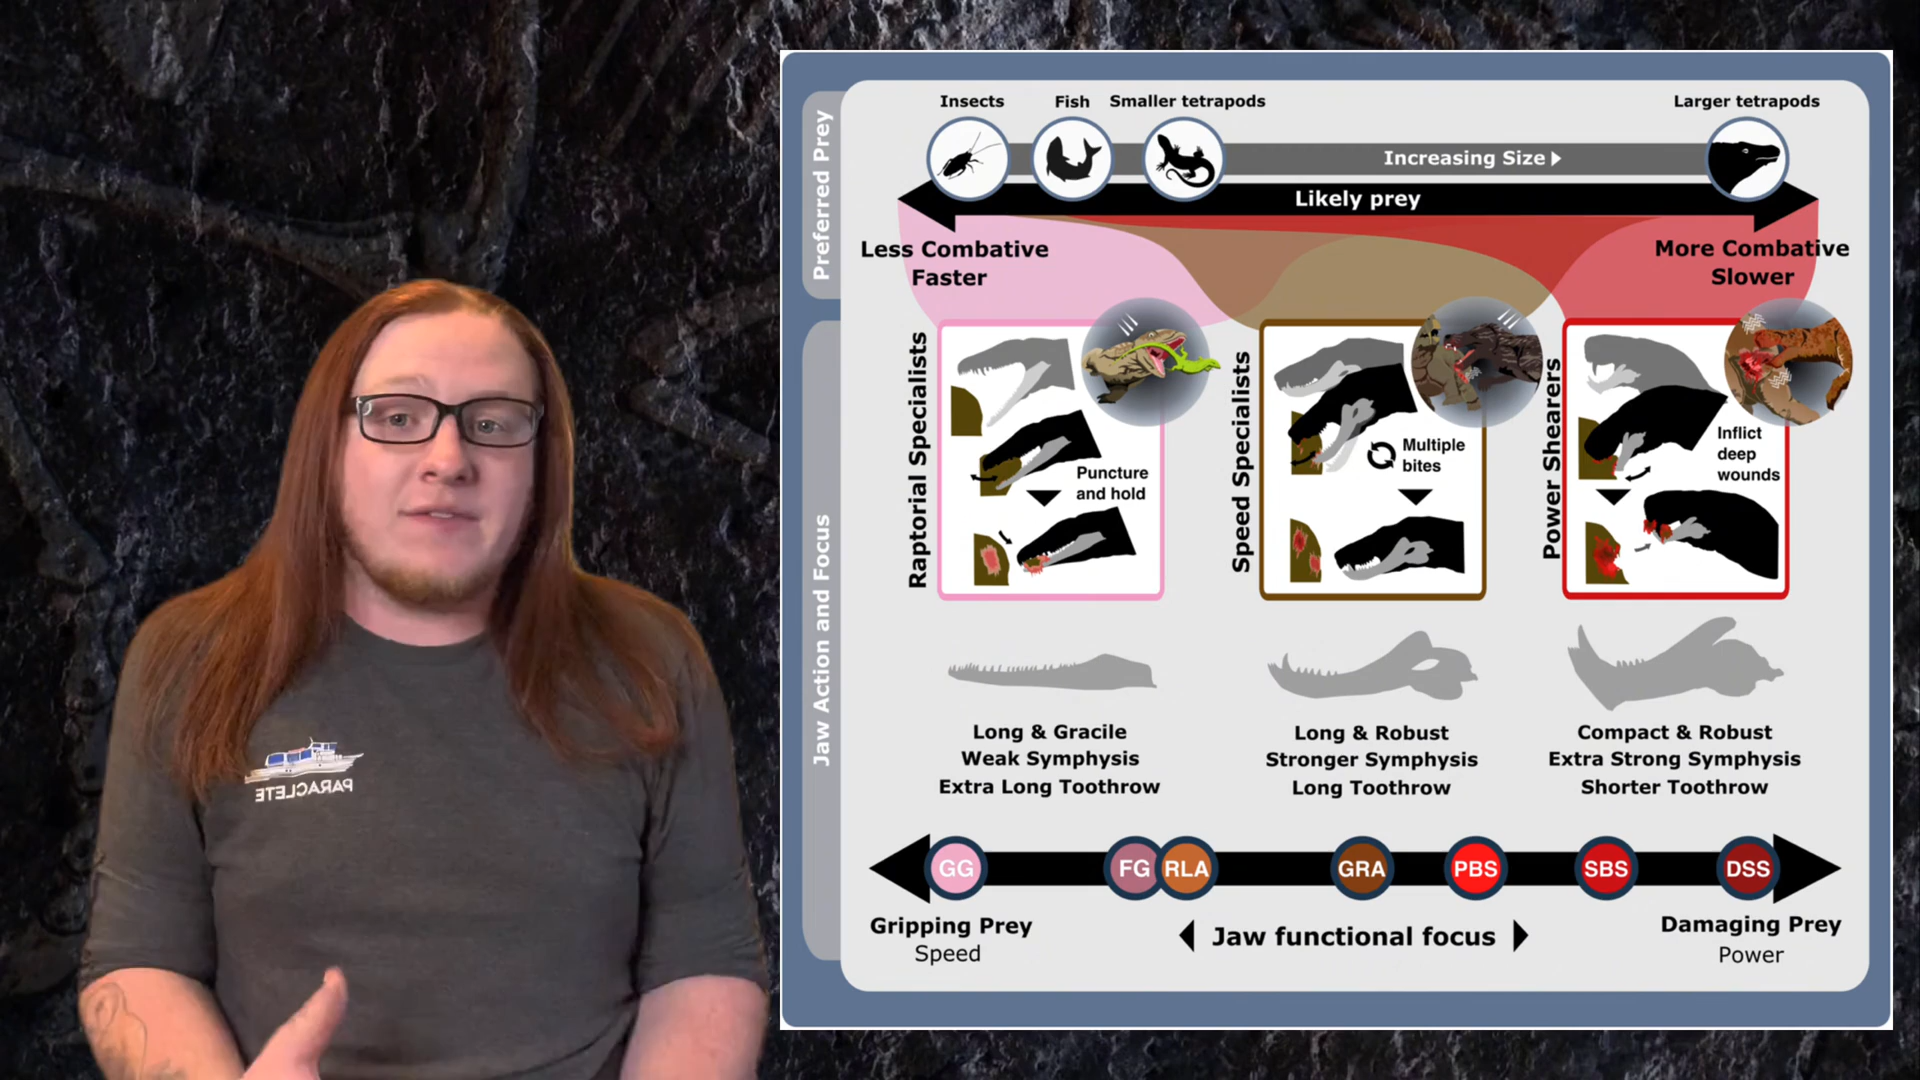 Insects
Fish
Smaller tetrapods
Larger tetrapods
Preferred Prey
Increasing Size
Likely prey
Less Combative
Faster
More Combative
Slower
Jaw Action and Focus
Raptorial Specialists
Puncture
and hold
Speed Specialists
Multiple
bites
Power Shearers
Inflict
deep
wounds
Long & Gracile
Weak Symphysis
Extra Long Toothrow
Long & Robust
Stronger Symphysis
Long Toothrow
Compact & Robust
Extra Strong Symphysis
Shorter Toothrow
GG
FG
RLA
GRA
PBS
SBS
DSS
Gripping Prey
Speed
Jaw functional focus
Damaging Prey
Power
PARACLETE